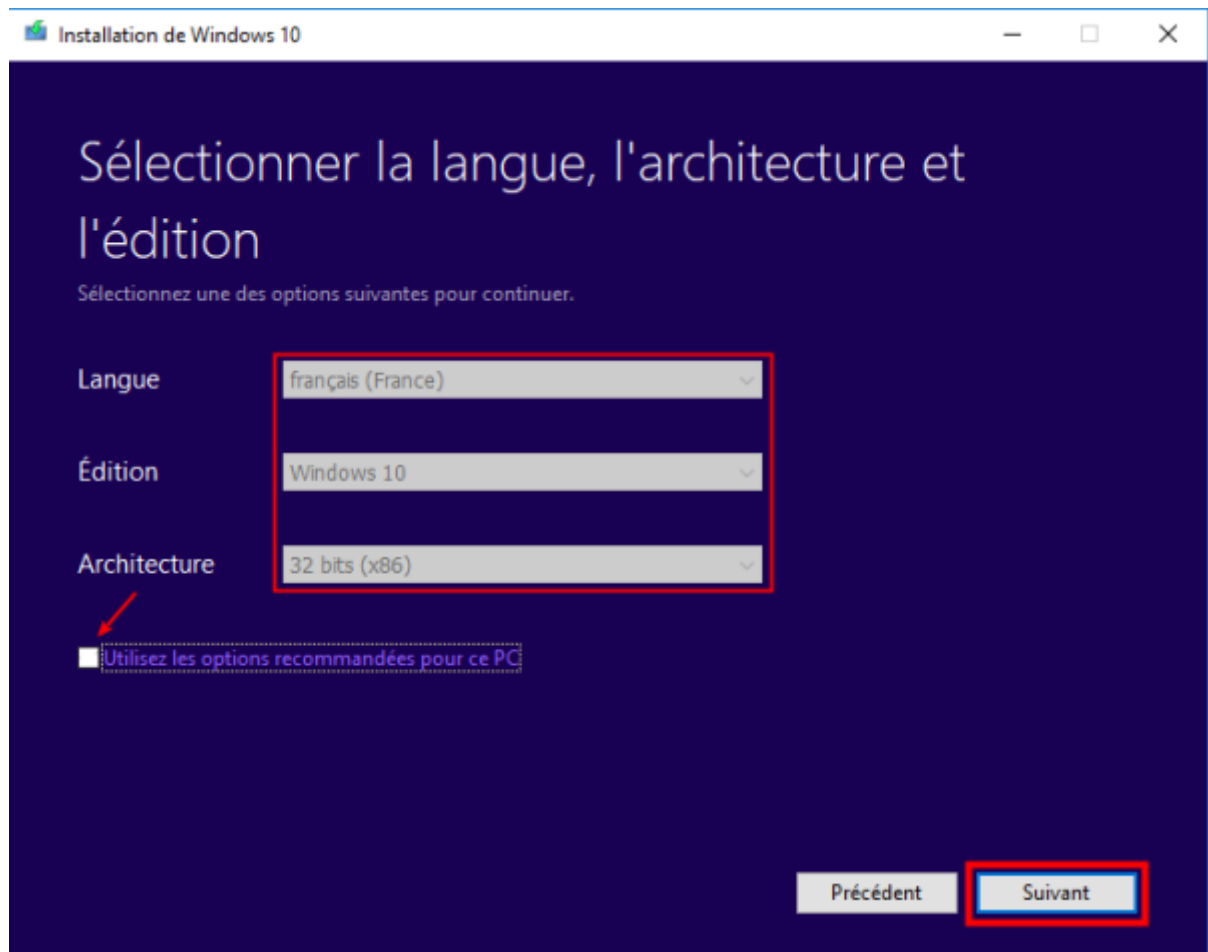 Installation de Windows 10
Sélectionner la langue, l'architecture et
l'édition
Sélectionnez une des options suivantes pour continuer.
Langue
français (France)
Édition
Windows 10
Architecture
32 bits (x86)
Utilisez les options recommandées pour ce PC
Précédent
Suivant